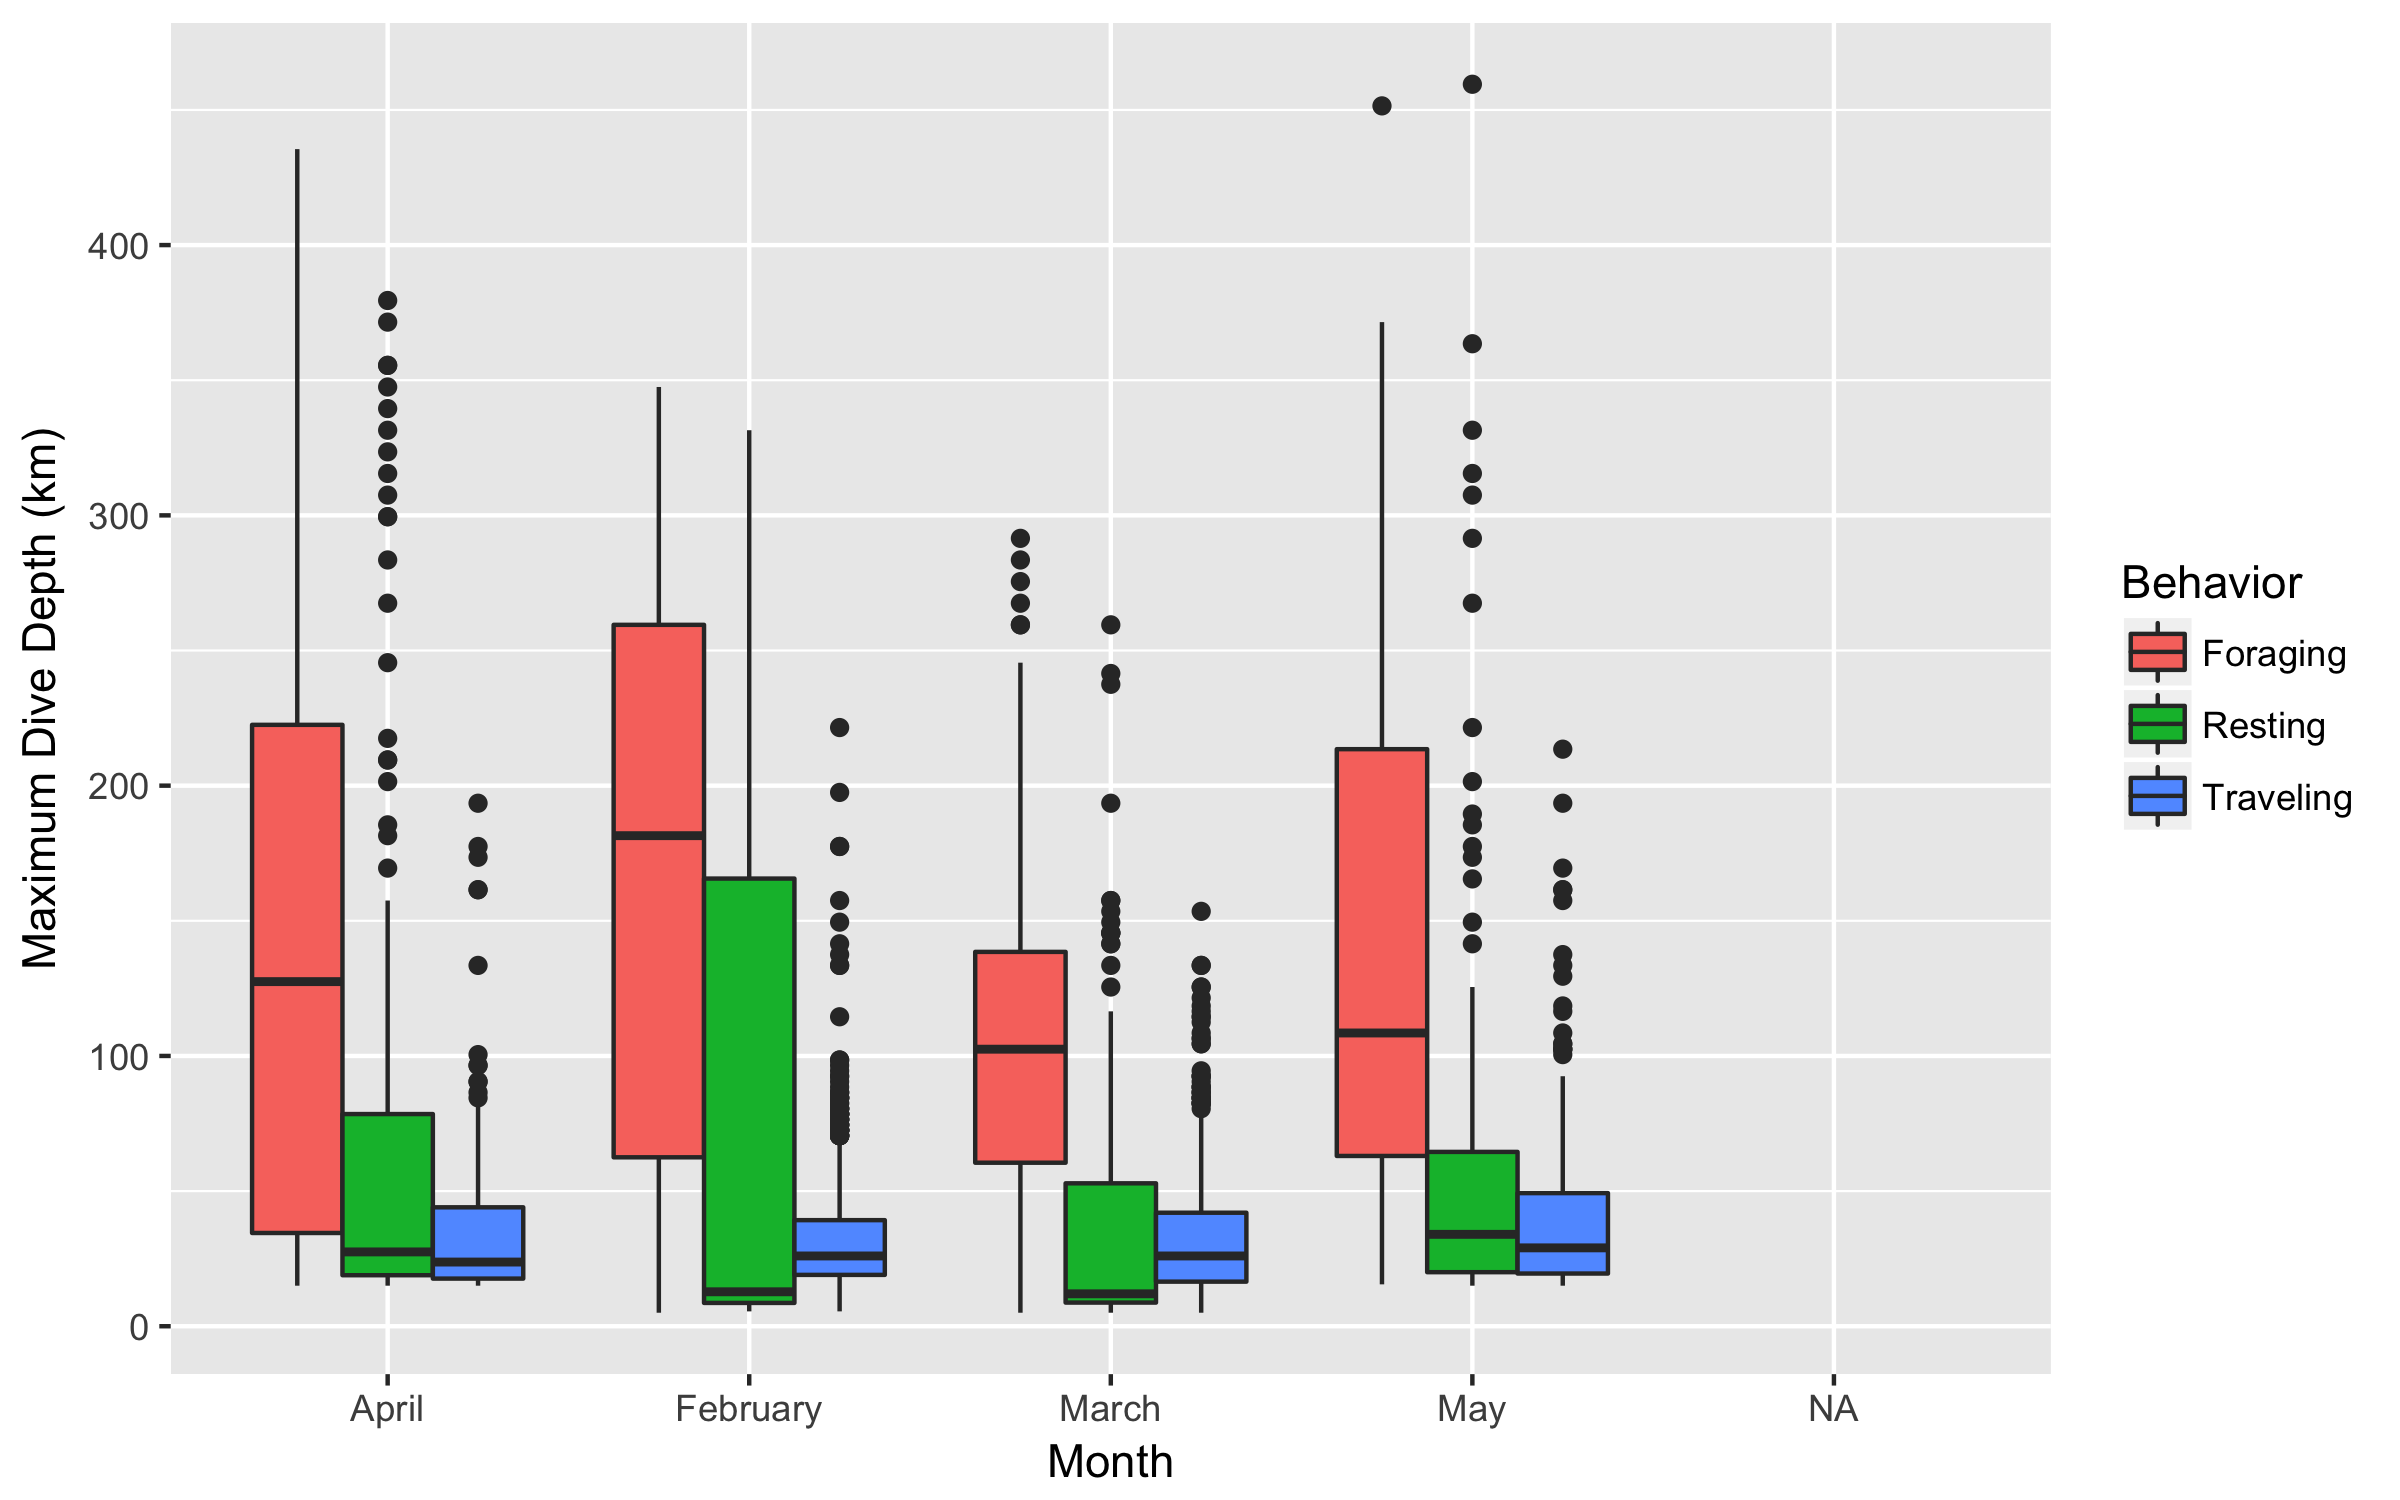 Maximum Dive Depth (km)
400
300
200
100
0
April
February
March
May
NA
Month
Behavior
Foraging
Resting
Traveling